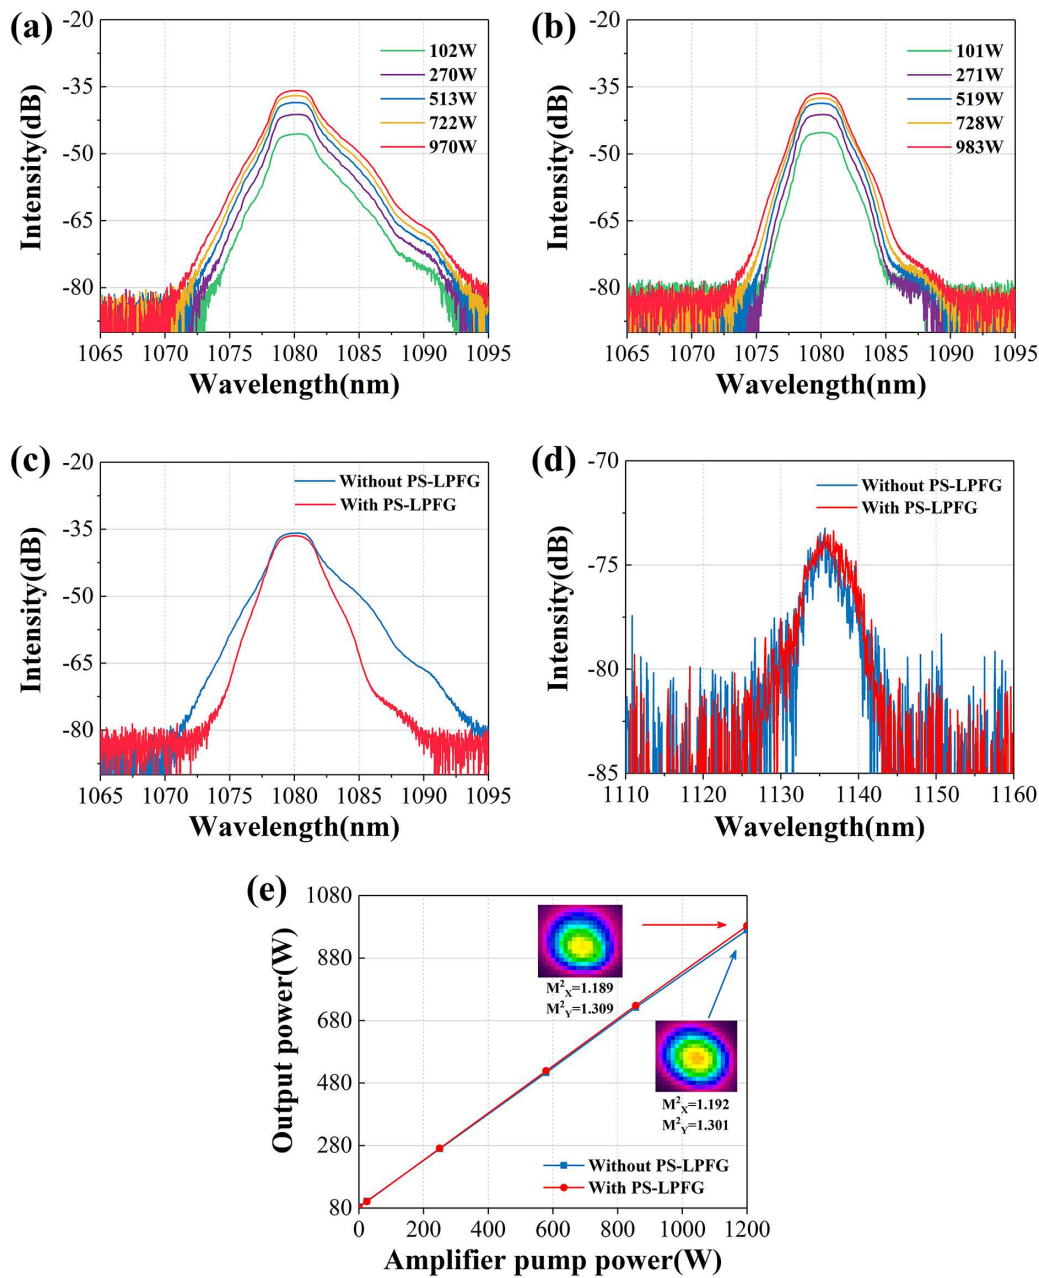 (a)
-20
-35
-50
-65
-80
Intensity(dB)
102W
270W
513W
722W
970W
1065 1070 1075 1080 1085 1090 1095
Wavelength(nm)
(b)
-20
-35
-50
-65
-80
Intensity(dB)
101W
271W
519W
728W
983W
1065 1070 1075 1080 1085 1090 1095
Wavelength(nm)
(c)
-20
-35
-50
-65
-80
Intensity(dB)
Without PS-LPFG
With PS-LPFG
1065 1070 1075 1080 1085 1090 1095
Wavelength(nm)
(d)
-70
-75
-80
-85
Intensity(dB)
Without PS-LPFG
With PS-LPFG
1110 1120 1130 1140 1150 1160
Wavelength(nm)
(e)
1080
880
680
480
280
80
Output power(W)
M²X=1.189
M²Y=1.309
M²X=1.192
M²Y=1.301
Without PS-LPFG
With PS-LPFG
0 200 400 600 800 1000 1200
Amplifier pump power(W)